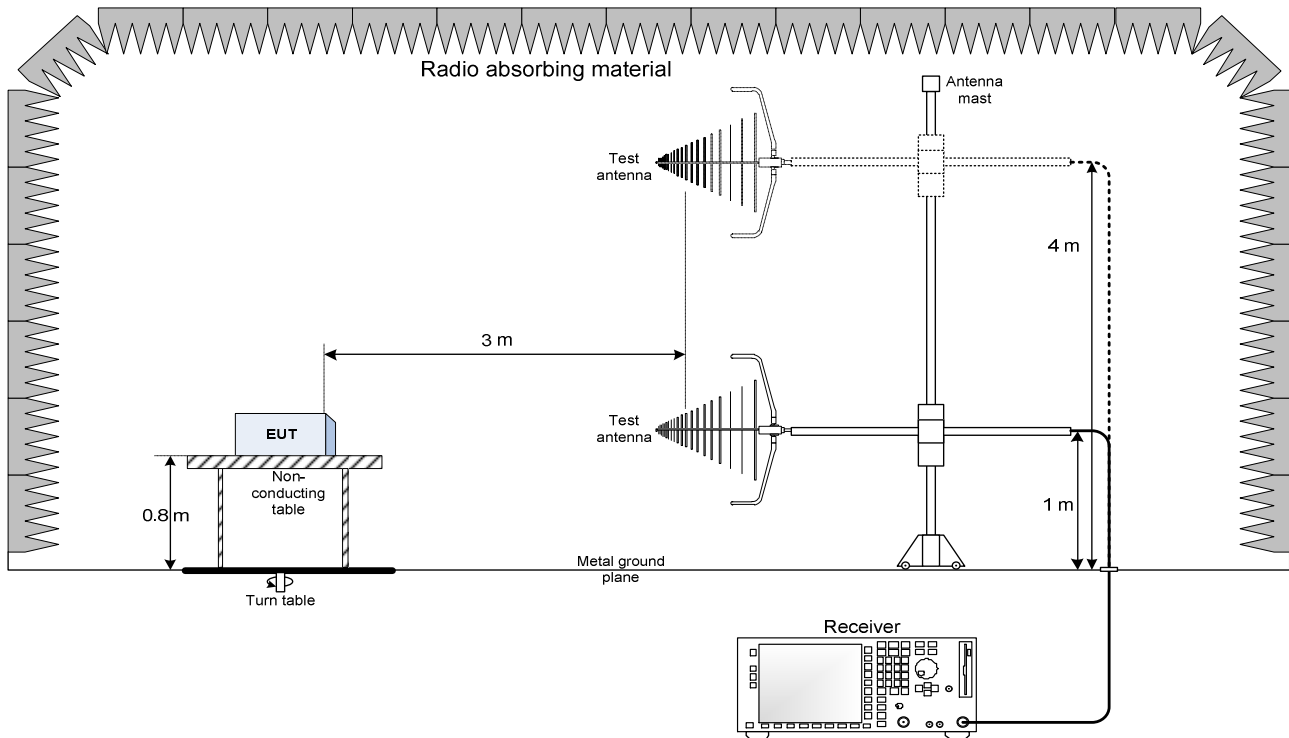 Radio absorbing material
Antenna
mast
Test
antenna
4 m
3 m
Test
antenna
EUT
Non-
conducting
table
0.8 m
1 m
Metal ground
plane
Turn table
Receiver